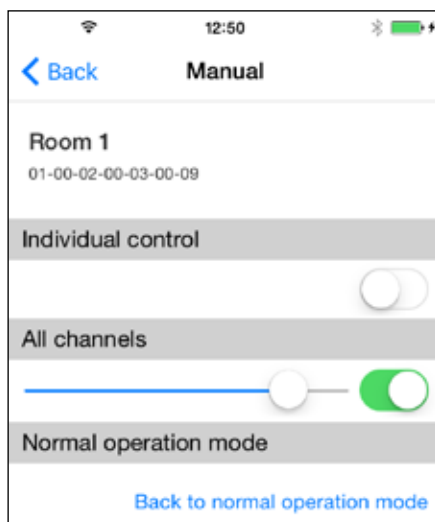 12:50
Back Manual
Room 1
01-00-02-00-03-00-09
Individual control
All channels
Normal operation mode
Back to normal operation mode